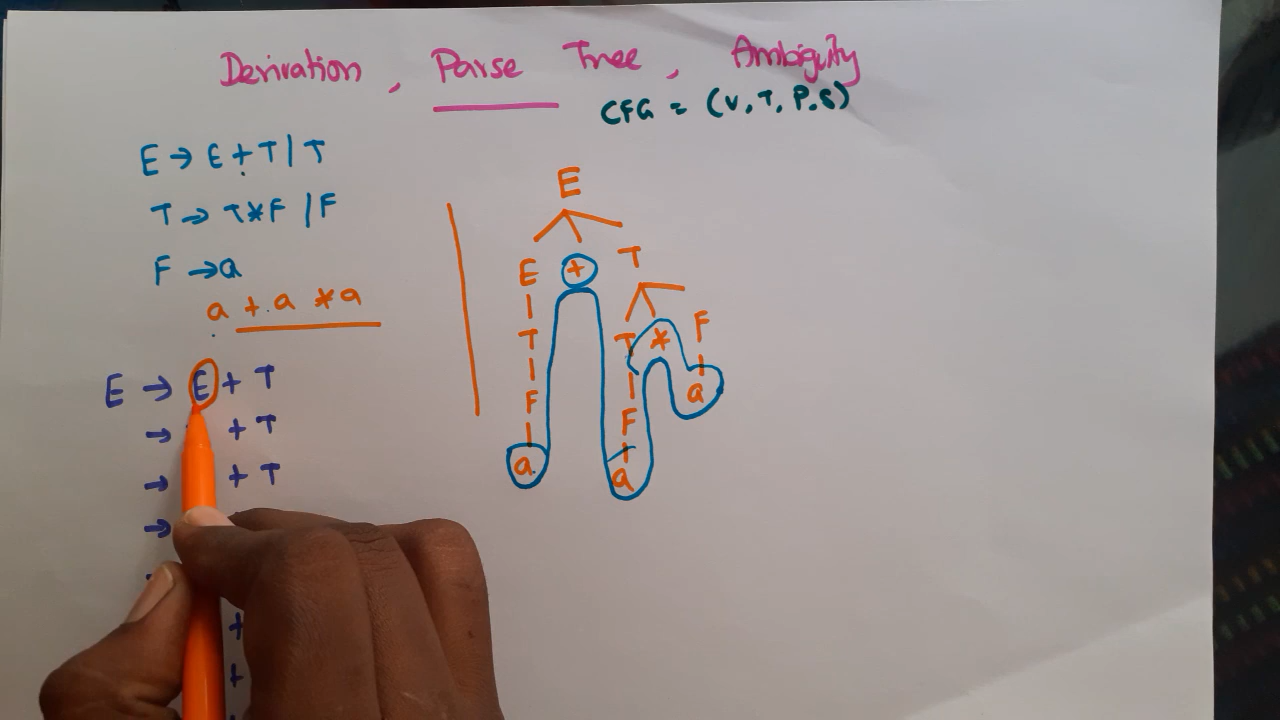 Derivation, Parse Tree, Ambiguity
CFG = (V, T, P, S)
E → E + T | T
T → T * F | F
F → a
a + a * a
E → E + T
→ + T
→ + T
→
+
+
E
E + T
T T * F
F F a
a a